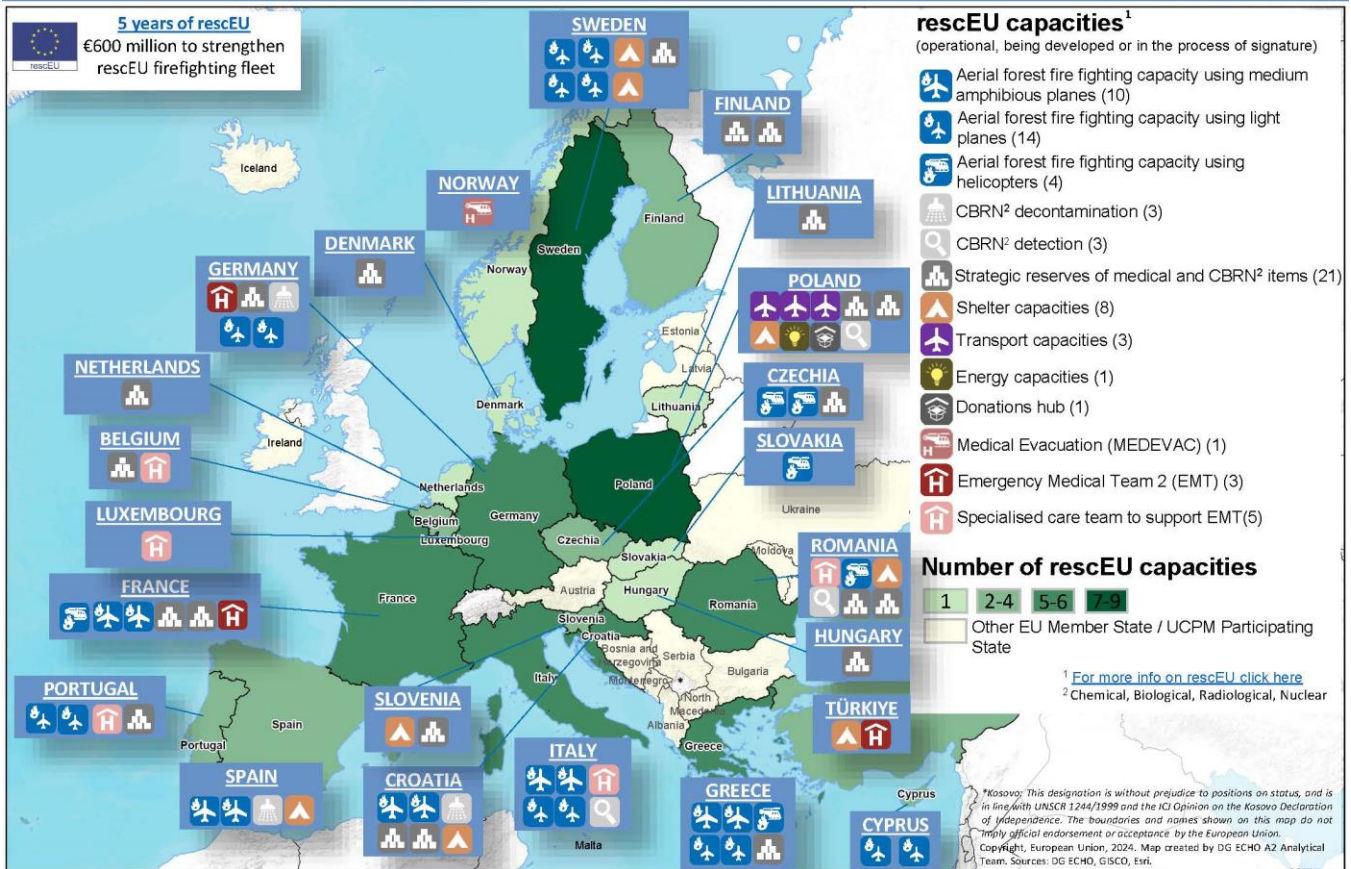 5 years of rescEU
€600 million to strengthen
rescEU firefighting fleet
rescEU
SWEDEN
FINLAND
NORWAY
LITHUANIA
DENMARK
GERMANY
POLAND
NETHERLANDS
CZECHIA
BELGIUM
SLOVAKIA
LUXEMBOURG
FRANCE
ROMANIA
HUNGARY
PORTUGAL
SLOVENIA
TÜRKIYE
SPAIN
CROATIA
ITALY
GREECE
CYPRUS
Iceland
Finland
Sweden
Norway
Estonia
Latvia
Lithuania
Denmark
Ireland
Netherlands
Poland
Belgium
Germany
Ukraine
Luxembourg
Czechia
Slovakia
Moldova
France
Austria
Hungary
Romania
Slovenia
Croatia
Bosnia and
Herzegovina
Serbia
Italy
Montenegro
*
Bulgaria
North
Macedonia
Albania
Spain
Portugal
Greece
Cyprus
Malta
rescEU capacities¹
(operational, being developed or in the process of signature)
Aerial forest fire fighting capacity using medium
amphibious planes (10)
Aerial forest fire fighting capacity using light
planes (14)
Aerial forest fire fighting capacity using
helicopters (4)
CBRN² decontamination (3)
CBRN² detection (3)
Strategic reserves of medical and CBRN² items (21)
Shelter capacities (8)
Transport capacities (3)
Energy capacities (1)
Donations hub (1)
H Medical Evacuation (MEDEVAC) (1)
H Emergency Medical Team 2 (EMT) (3)
H Specialised care team to support EMT(5)
Number of rescEU capacities
1 2-4 5-6 7-9
Other EU Member State / UCPM Participating
State
¹ For more info on rescEU click here
² Chemical, Biological, Radiological, Nuclear
*Kosovo: This designation is without prejudice to positions on status, and is
in line with UNSCR 1244/1999 and the ICJ Opinion on the Kosovo Declaration
of Independence. The boundaries and names shown on this map do not
imply official endorsement or acceptance by the European Union.
Copyright, European Union, 2024. Map created by DG ECHO A2 Analytical
Team. Sources: DG ECHO, GISCO, Esri.